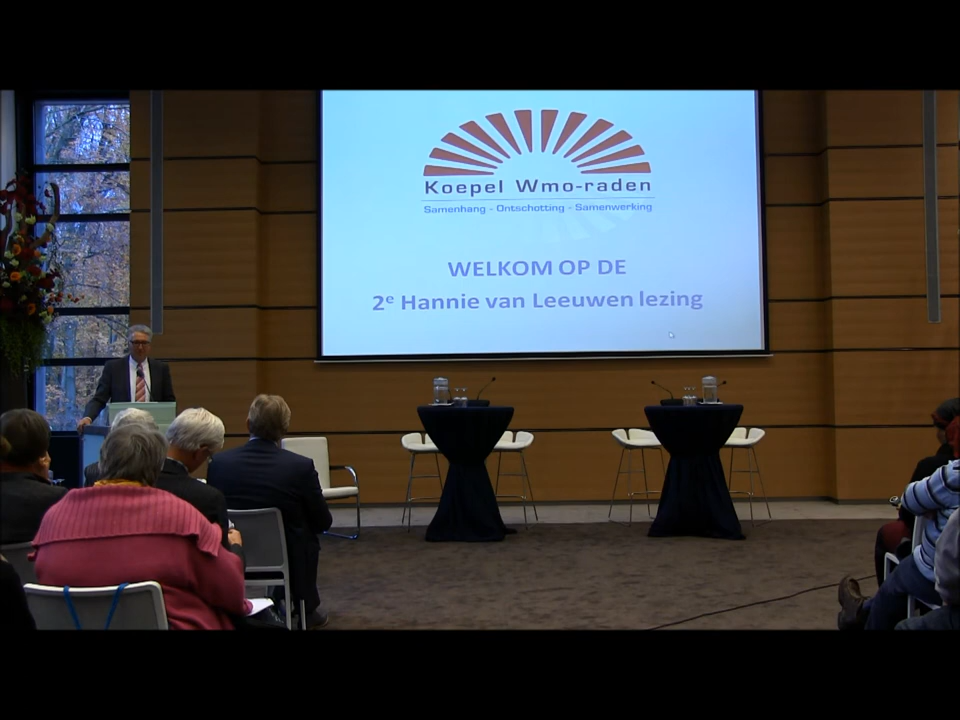 Koepel Wmo-raden
Samenhang - Ontschotting - Samenwerking
WELKOM OP DE
2e Hannie van Leeuwen lezing